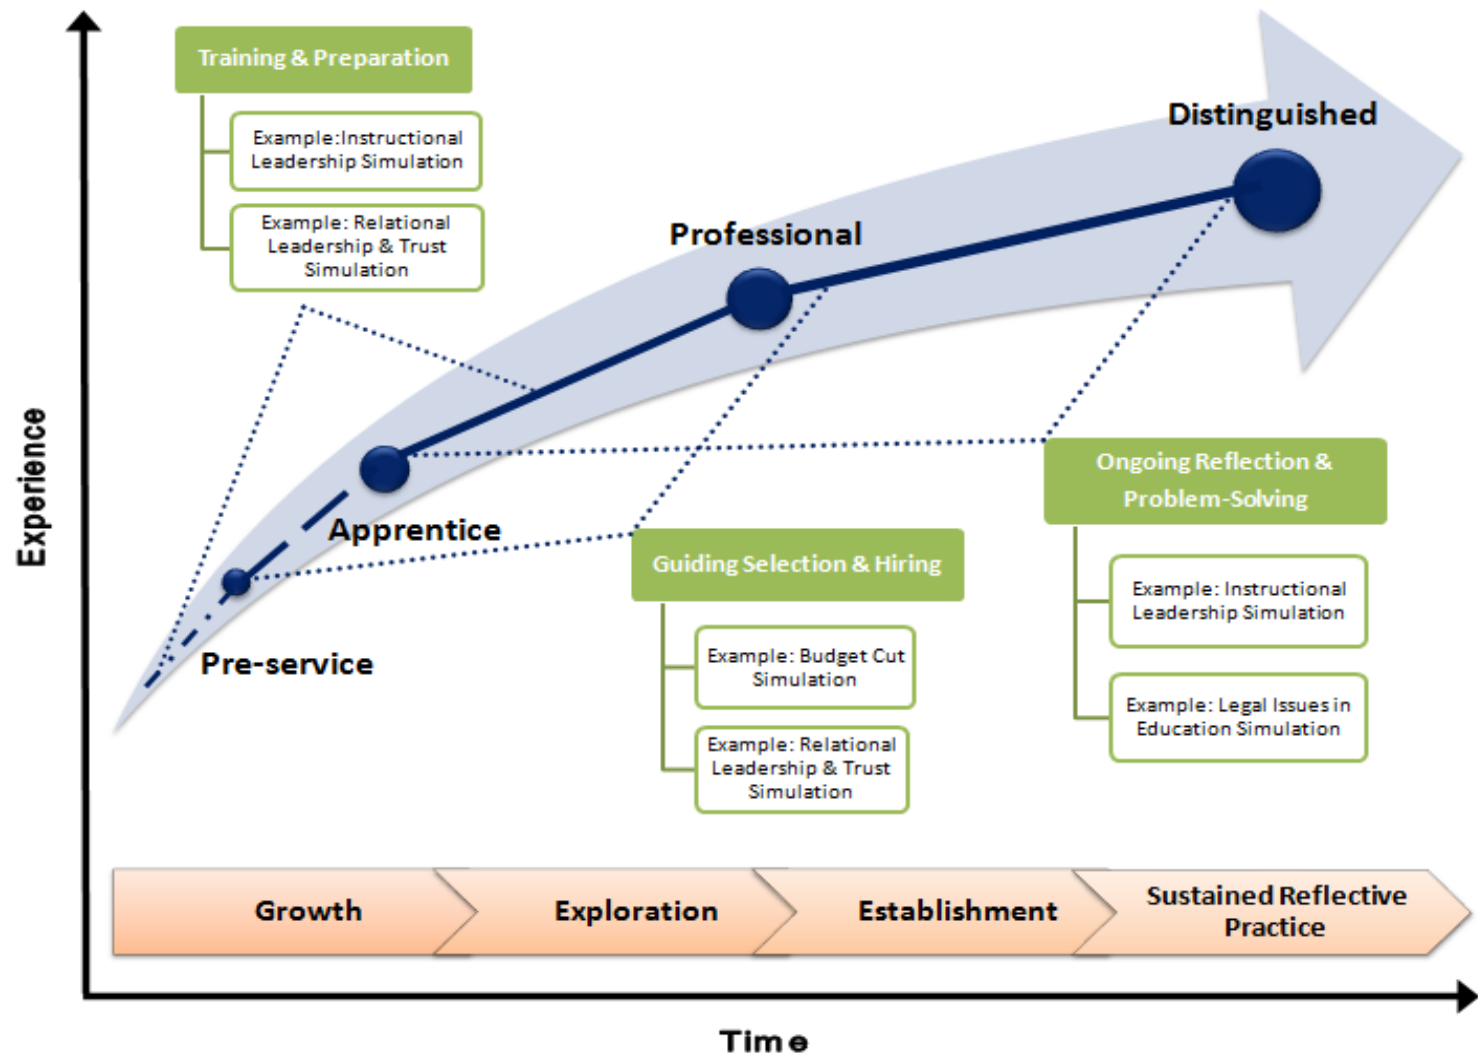 Training & Preparation
Example:Instructional
Leadership Simulation
Example: Relational
Leadership & Trust
Simulation
Distinguished
Professional
Apprentice
Pre-service
Ongoing Reflection &
Problem-Solving
Example: Instructional
Leadership Simulation
Example: Legal Issues in
Education Simulation
Guiding Selection & Hiring
Example: Budget Cut
Simulation
Example: Relational
Leadership & Trust
Simulation
Experience
Growth
Exploration
Establishment
Sustained Reflective
Practice
Time